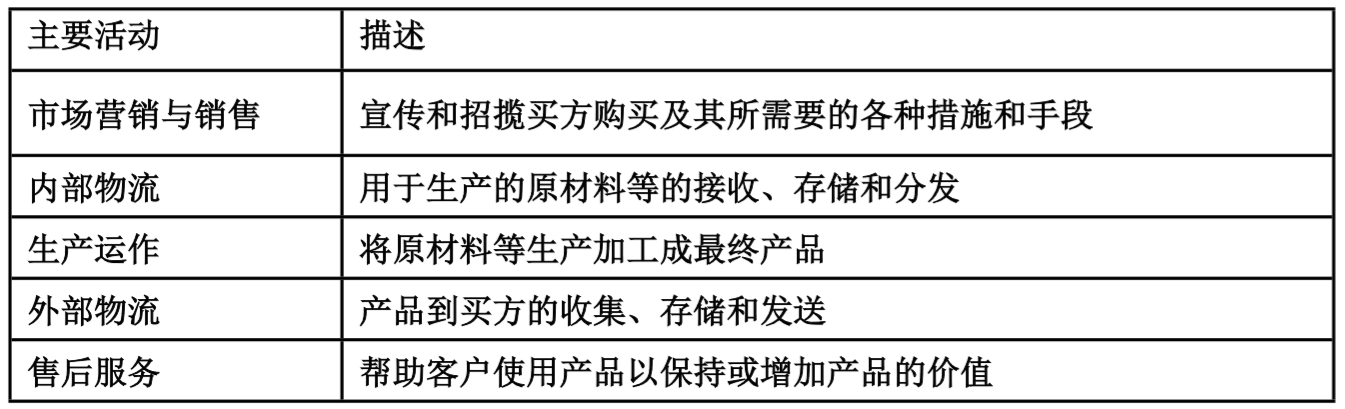 主要活动 描述
市场营销与销售 宣传和招揽买方购买及其所需要的各种措施和手段
内部物流 用于生产的原材料等的接收、存储和分发
生产运作 将原材料等生产加工成最终产品
外部物流 产品到买方的收集、存储和发送
售后服务 帮助客户使用产品以保持或增加产品的价值